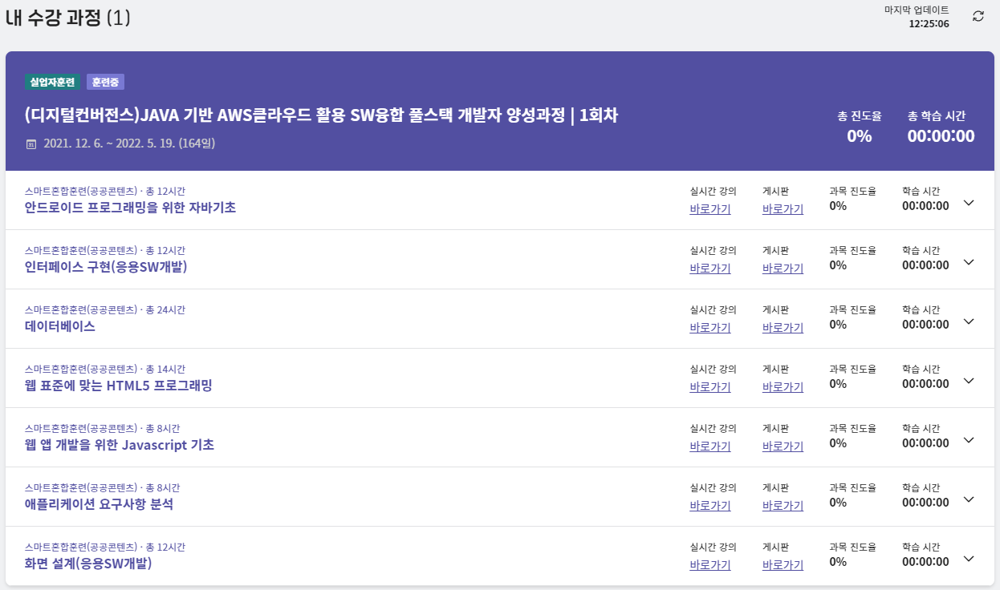 내 수강 과정 (1)
마지막 업데이트
12:25:06
실업자훈련 훈련중
(디지털컨버전스)JAVA 기반 AWS클라우드 활용 SW융합 풀스택 개발자 양성과정 | 1회차
2021. 12. 6. ~ 2022. 5. 19. (164일)
총 진도율 총 학습 시간
0% 00:00:00
스마트혼합훈련(공공콘텐츠) · 총 12시간
안드로이드 프로그래밍을 위한 자바기초
실시간 강의 게시판 과목 진도율 학습 시간
바로가기 바로가기 0% 00:00:00
스마트혼합훈련(공공콘텐츠) · 총 12시간
인터페이스 구현(응용SW개발)
실시간 강의 게시판 과목 진도율 학습 시간
바로가기 바로가기 0% 00:00:00
스마트혼합훈련(공공콘텐츠) · 총 24시간
데이터베이스
실시간 강의 게시판 과목 진도율 학습 시간
바로가기 바로가기 0% 00:00:00
스마트혼합훈련(공공콘텐츠) · 총 14시간
웹 표준에 맞는 HTML5 프로그래밍
실시간 강의 게시판 과목 진도율 학습 시간
바로가기 바로가기 0% 00:00:00
스마트혼합훈련(공공콘텐츠) · 총 8시간
웹 앱 개발을 위한 Javascript 기초
실시간 강의 게시판 과목 진도율 학습 시간
바로가기 바로가기 0% 00:00:00
스마트혼합훈련(공공콘텐츠) · 총 8시간
애플리케이션 요구사항 분석
실시간 강의 게시판 과목 진도율 학습 시간
바로가기 바로가기 0% 00:00:00
스마트혼합훈련(공공콘텐츠) · 총 12시간
화면 설계(응용SW개발)
실시간 강의 게시판 과목 진도율 학습 시간
바로가기 바로가기 0% 00:00:00